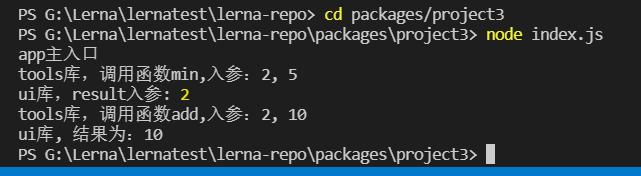 PS G:\Lerna\lernatest\lerna-repo> cd packages/project3
PS G:\Lerna\lernatest\lerna-repo\packages\project3> node index.js
app主入口
tools库，调用函数min,入参：2, 5
ui库，result入参: 2
tools库，调用函数add,入参：2, 10
ui库, 结果为：10
PS G:\Lerna\lernatest\lerna-repo\packages\project3>